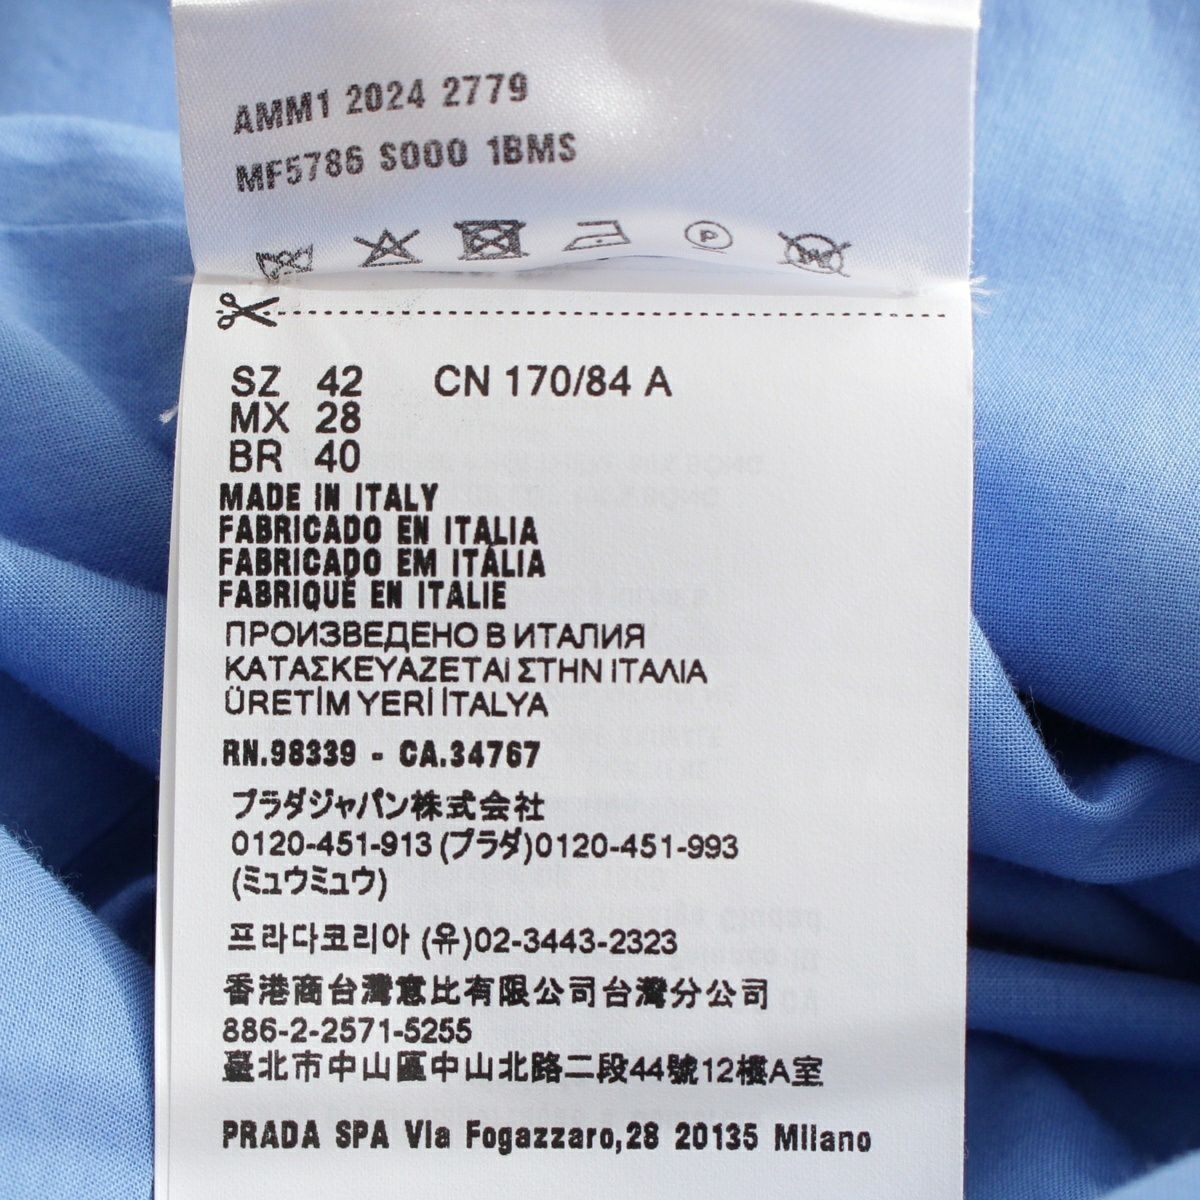 AMM1 2024 2779
MF5786 S000 1BMS
P
W
SZ 42 CN 170/84 A
MX 28
BR 40
MADE IN ITALY
FABRICADO EN ITALIA
FABRICADO EM ITÀLIA
FABRIQUÉ EN ITALIE
ПРОИЗВЕДЕНО В ИТАЛИЯ
ΚΑΤΑΣΚΕΥΑΖΕΤΑΙ ΣΤΗΝ ΙΤΑΛΙΑ
ÜRETİM YERİ İTALYA
RN.98339 - CA.34767
プラダジャパン株式会社
0120-451-913 (プラダ)0120-451-993
(ミュウミュウ)
프라다코리아 (유)02-3443-2323
香港商台灣意比有限公司台灣分公司
886-2-2571-5255
臺北市中山區中山北路二段44號12樓A室
PRADA SPA Via Fogazzaro,28 20135 Milano